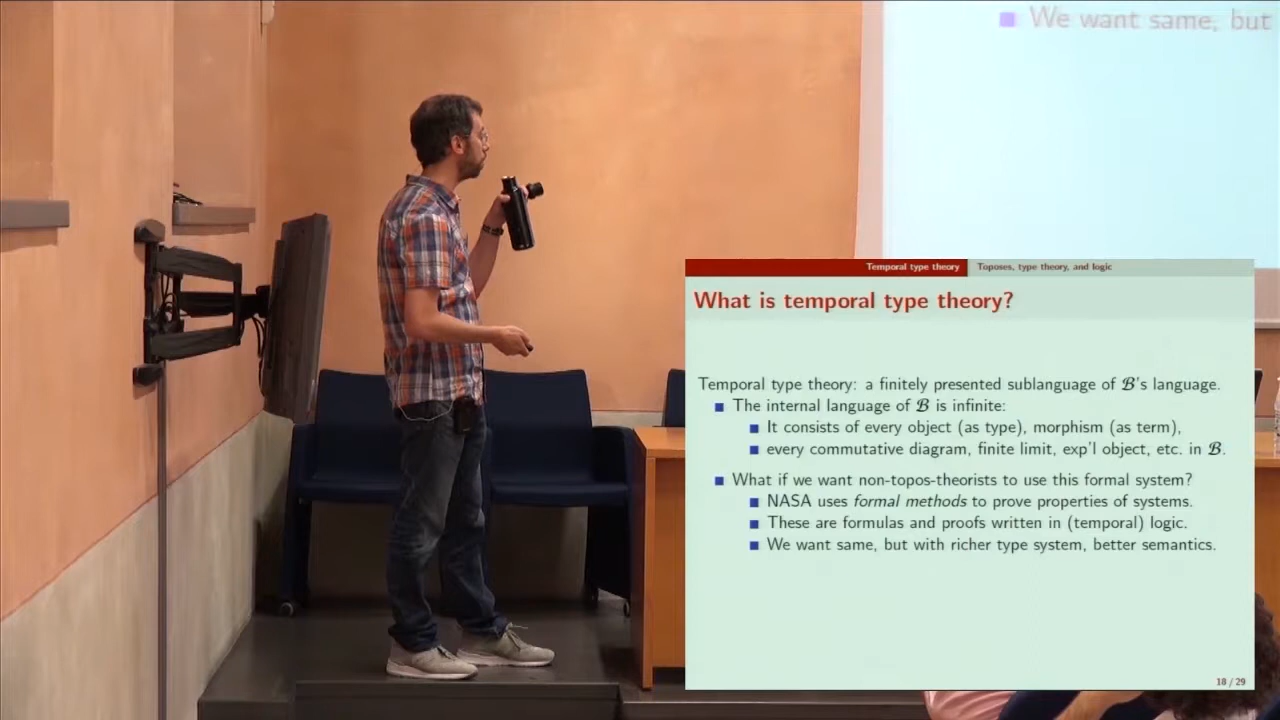 We want same, but
Temporal type theory Toposes, type theory, and logic
What is temporal type theory?
Temporal type theory: a finitely presented sublanguage of ℬ's language.
The internal language of ℬ is infinite:
It consists of every object (as type), morphism (as term),
every commutative diagram, finite limit, exp'l object, etc. in ℬ.
What if we want non-topos-theorists to use this formal system?
NASA uses formal methods to prove properties of systems.
These are formulas and proofs written in (temporal) logic.
We want same, but with richer type system, better semantics.
18 / 29